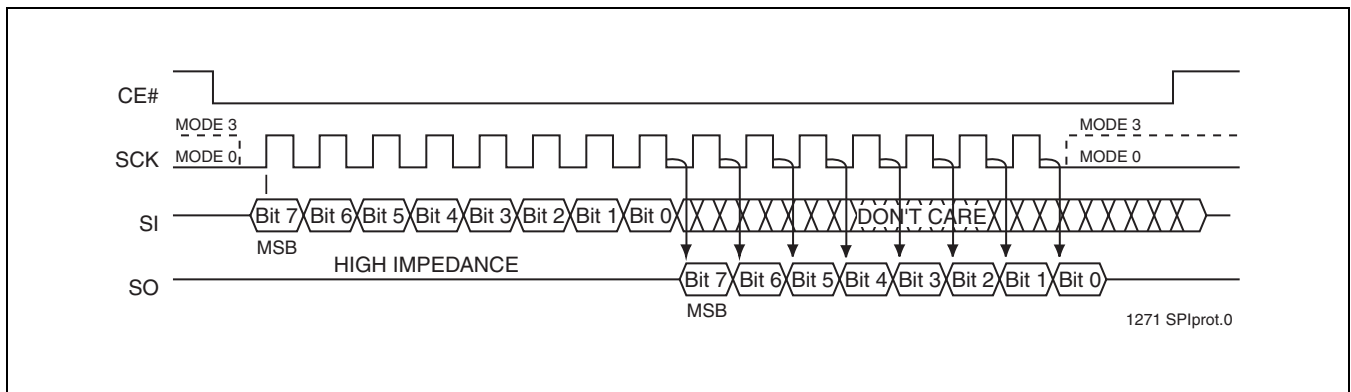 CE#
MODE 3 MODE 3
SCK MODE 0 MODE 0
SI Bit 7 Bit 6 Bit 5 Bit 4 Bit 3 Bit 2 Bit 1 Bit 0 DON'T CARE
MSB
HIGH IMPEDANCE
SO Bit 7 Bit 6 Bit 5 Bit 4 Bit 3 Bit 2 Bit 1 Bit 0
MSB
1271 SPIprot.0